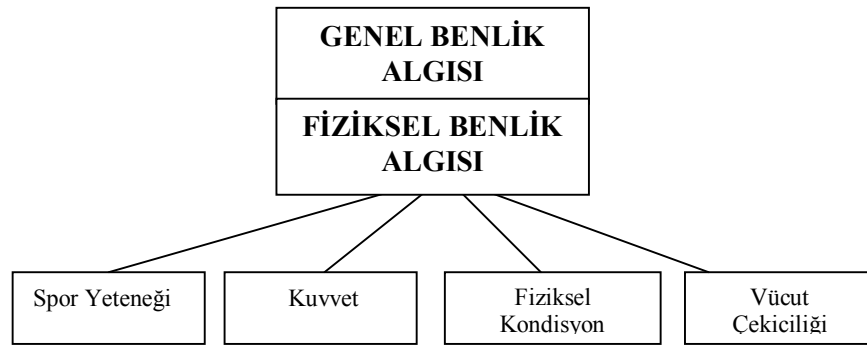 GENEL BENLİK
ALGISI
FİZİKSEL BENLİK
ALGISI
Spor Yeteneği
Kuvvet
Fiziksel
Kondisyon
Vücut
Çekiciliği